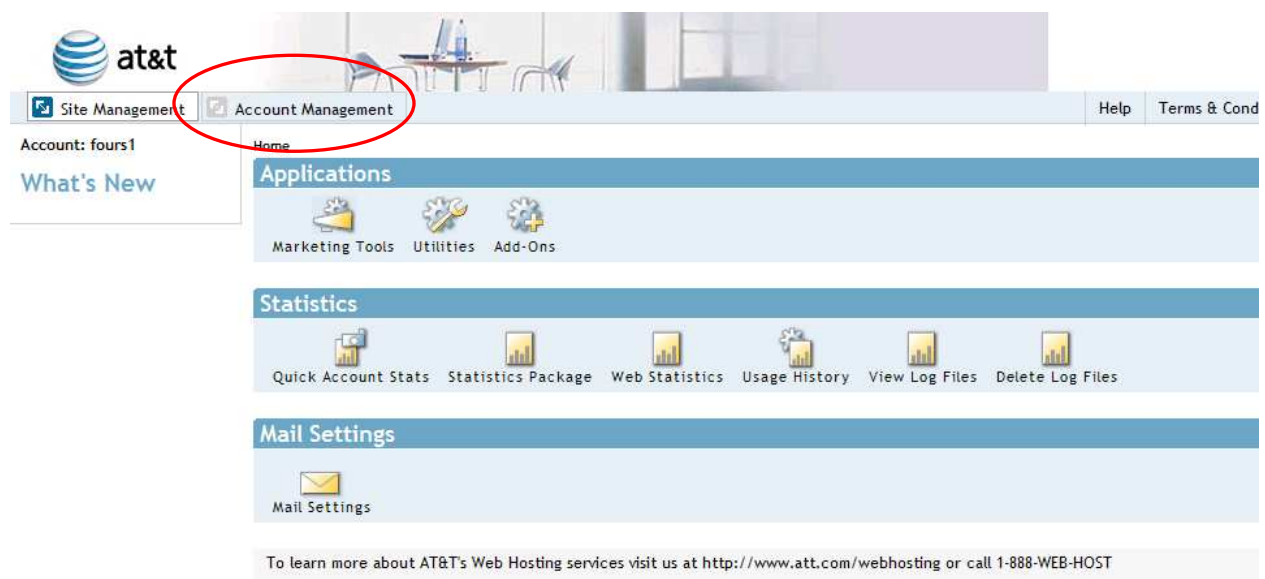 at&t
Site Management Account Management Help Terms & Cond
Account: fours1
What's New
Home
Applications
Marketing Tools Utilities Add-Ons
Statistics
Quick Account Stats Statistics Package Web Statistics Usage History View Log Files Delete Log Files
Mail Settings
Mail Settings
To learn more about AT&T's Web Hosting services visit us at http://www.att.com/webhosting or call 1-888-WEB-HOST